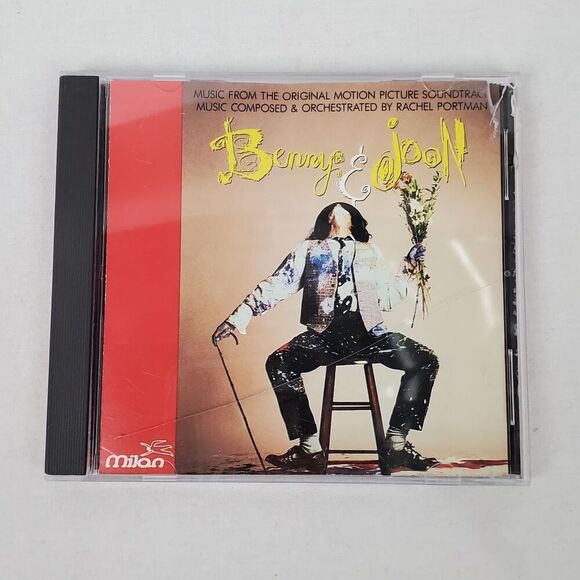 MUSIC FROM THE ORIGINAL MOTION PICTURE SOUNDTRAC
MUSIC COMPOSED & ORCHESTRATED BY RACHEL PORTMAN
Benny & Joon
milan